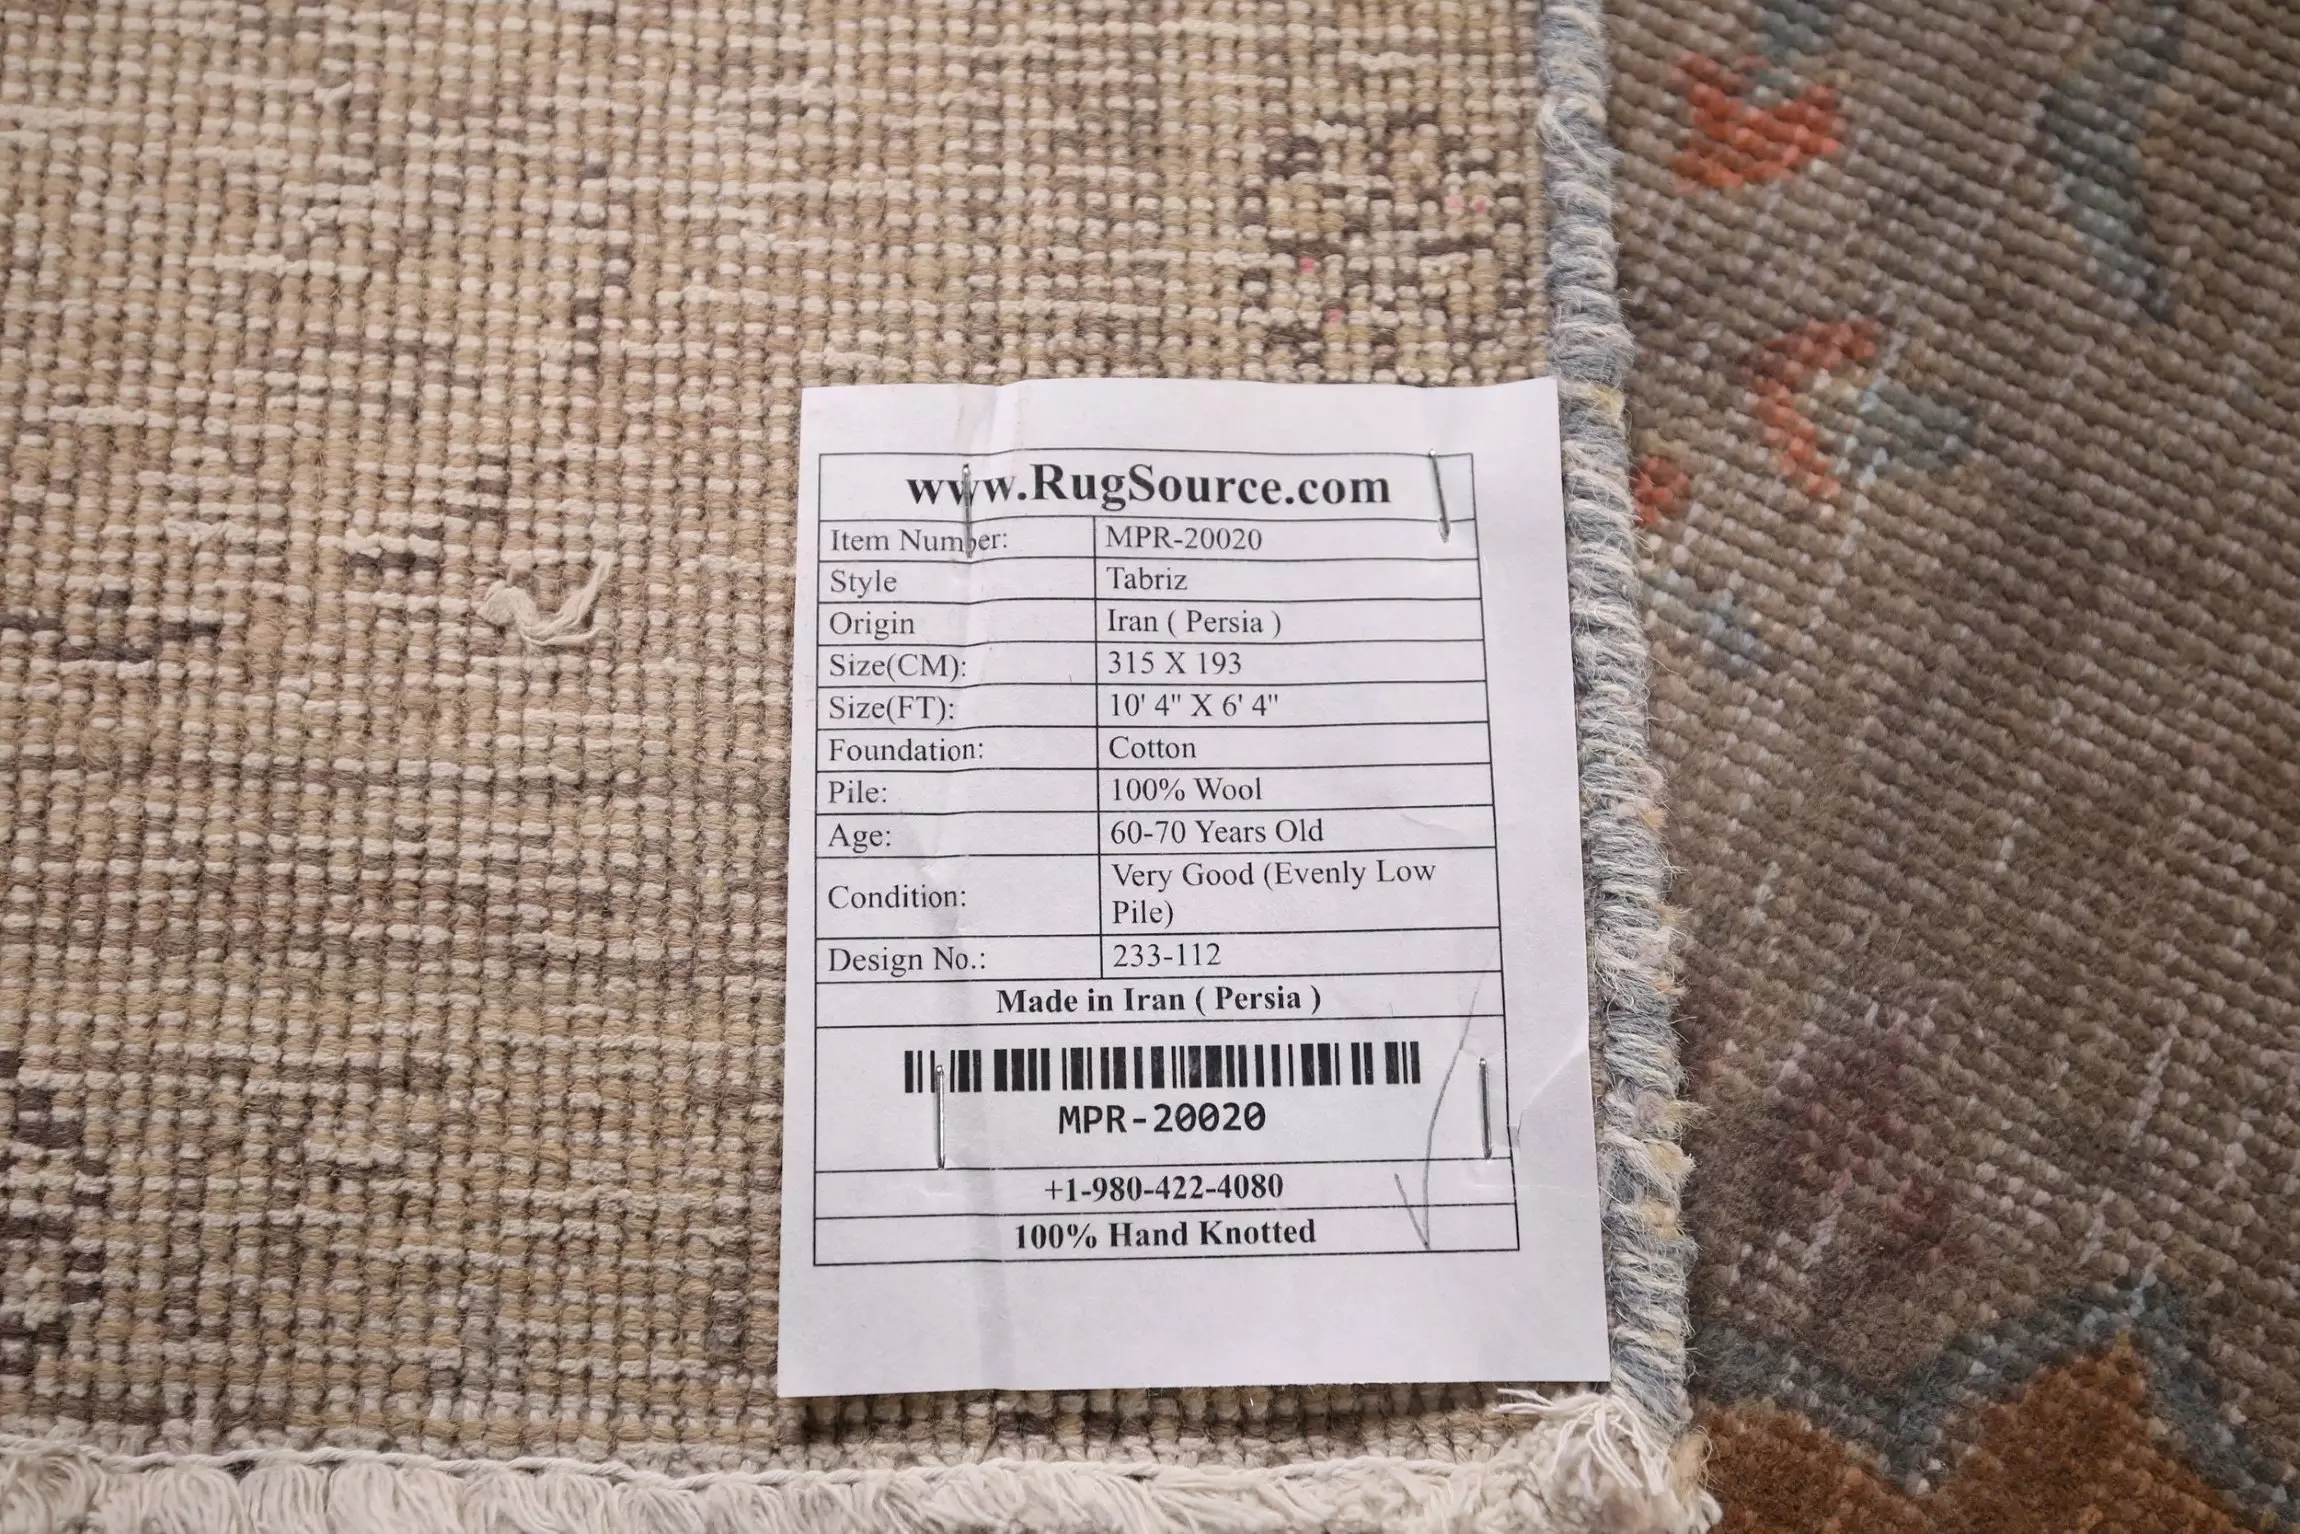 www.RugSource.com
Item Number: MPR-20020
Style Tabriz
Origin Iran ( Persia )
Size(CM): 315 X 193
Size(FT): 10' 4" X 6' 4"
Foundation: Cotton
Pile: 100% Wool
Age: 60-70 Years Old
Condition: Very Good (Evenly Low
Pile)
Design No.: 233-112
Made in Iran ( Persia )
MPR-20020
+1-980-422-4080
100% Hand Knotted